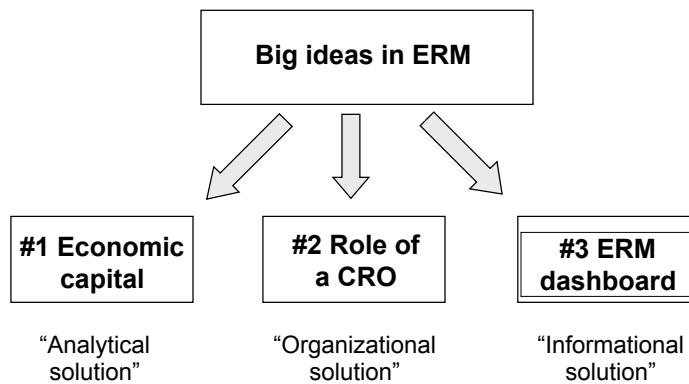 Big ideas in ERM
#1 Economic
capital
#2 Role of
a CRO
#3 ERM
dashboard
“Analytical
solution”
“Organizational
solution”
“Informational
solution”